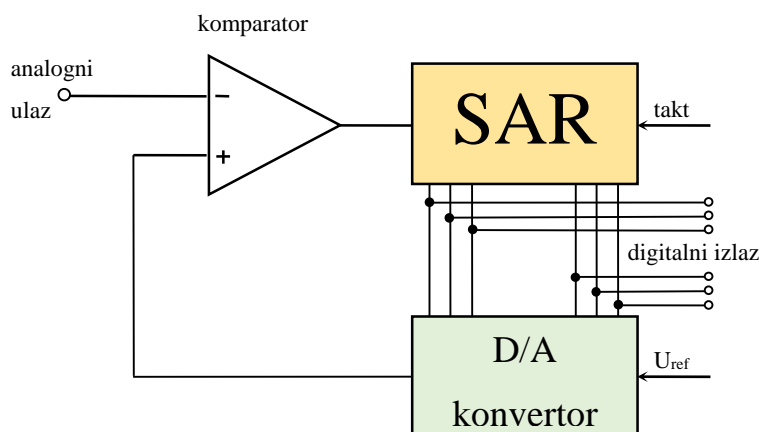 komparator
analogni
ulaz
−
+
SAR
takt
digitalni izlaz
D/A
konvertor
Uref